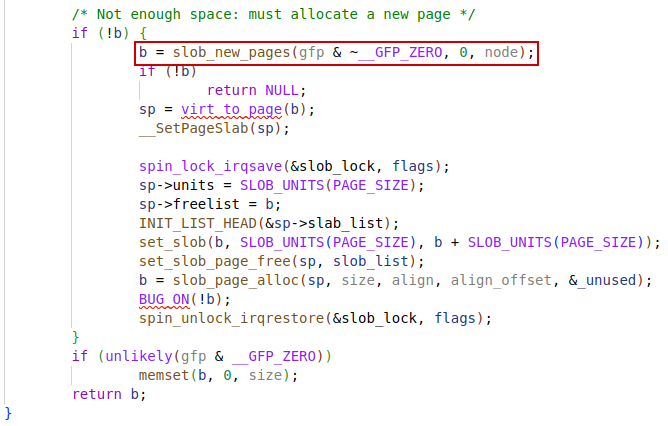 /* Not enough space: must allocate a new page */
if (!b) {
b = slob_new_pages(gfp & ~__GFP_ZERO, 0, node);
if (!b)
return NULL;
sp = virt_to_page(b);
__SetPageSlab(sp);
spin_lock_irqsave(&slob_lock, flags);
sp->units = SLOB_UNITS(PAGE_SIZE);
sp->freelist = b;
INIT_LIST_HEAD(&sp->slab_list);
set_slob(b, SLOB_UNITS(PAGE_SIZE), b + SLOB_UNITS(PAGE_SIZE));
set_slob_page_free(sp, slob_list);
b = slob_page_alloc(sp, size, align, align_offset, &_unused);
BUG_ON(!b);
spin_unlock_irqrestore(&slob_lock, flags);
}
if (unlikely(gfp & __GFP_ZERO))
memset(b, 0, size);
return b;
}